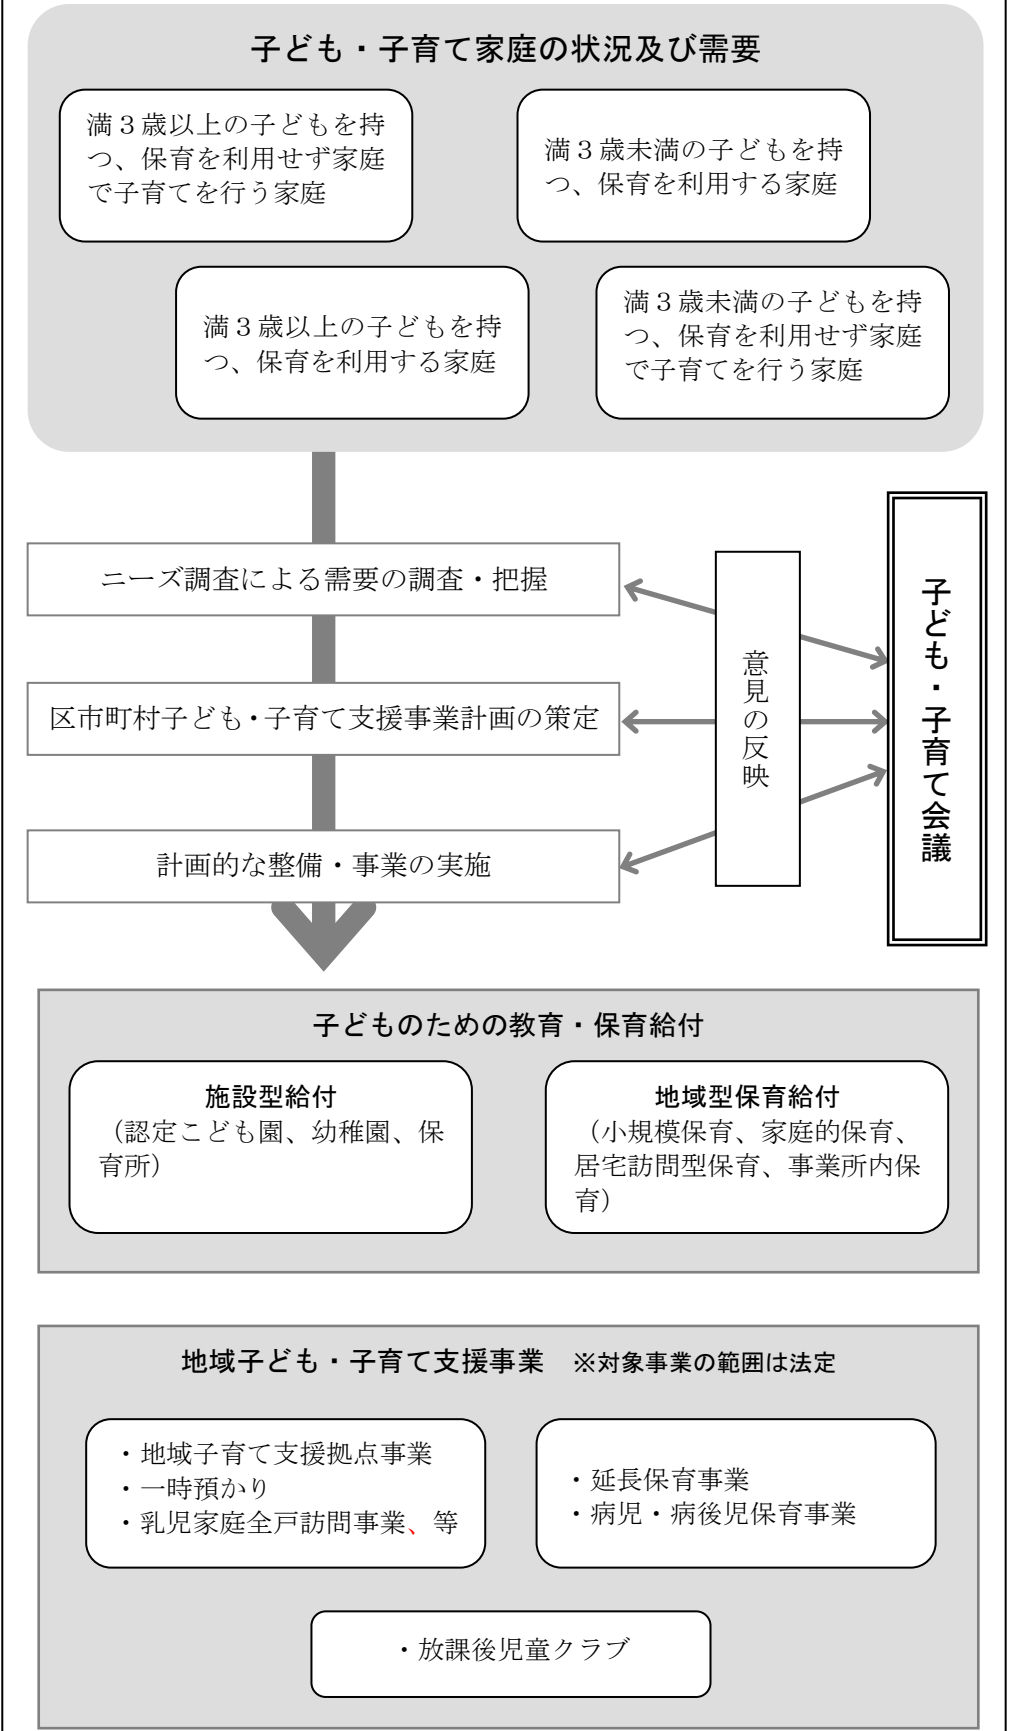 子ども・子育て家庭の状況及び需要
満３歳以上の子どもを持
つ、保育を利用せず家庭
で子育てを行う家庭
満３歳未満の子どもを持
つ、保育を利用する家庭
満３歳以上の子どもを持
つ、保育を利用する家庭
満３歳未満の子どもを持
つ、保育を利用せず家庭
で子育てを行う家庭
ニーズ調査による需要の調査・把握
区市町村子ども・子育て支援事業計画の策定
計画的な整備・事業の実施
意見の反映
子ども・子育て会議
子どものための教育・保育給付
施設型給付
（認定こども園、幼稚園、保
育所）
地域型保育給付
（小規模保育、家庭的保育、
居宅訪問型保育、事業所内保
育）
地域子ども・子育て支援事業　※対象事業の範囲は法定
・地域子育て支援拠点事業
・一時預かり
・乳児家庭全戸訪問事業、等
・延長保育事業
・病児・病後児保育事業
・放課後児童クラブ